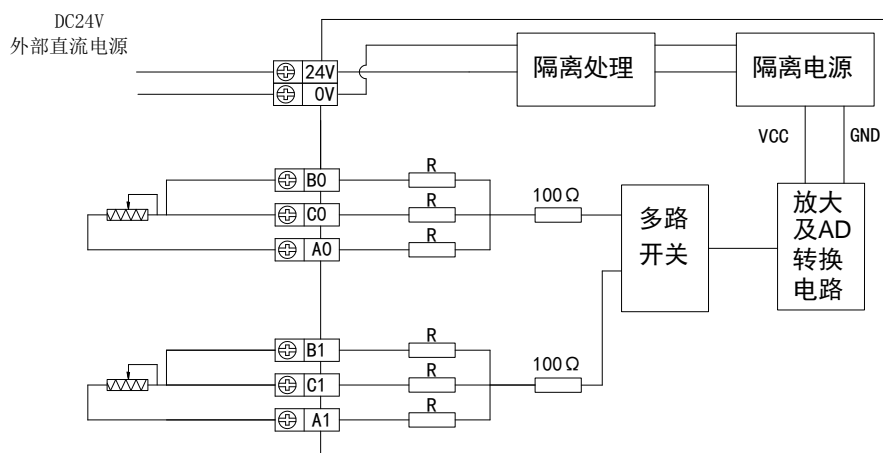 DC24V
外部直流电源
24V
0V
隔离处理
隔离电源
VCC
GND
B0
C0
A0
R
R
R
100Ω
多路
开关
放大
及AD
转换
电路
B1
C1
A1
R
R
R
100Ω